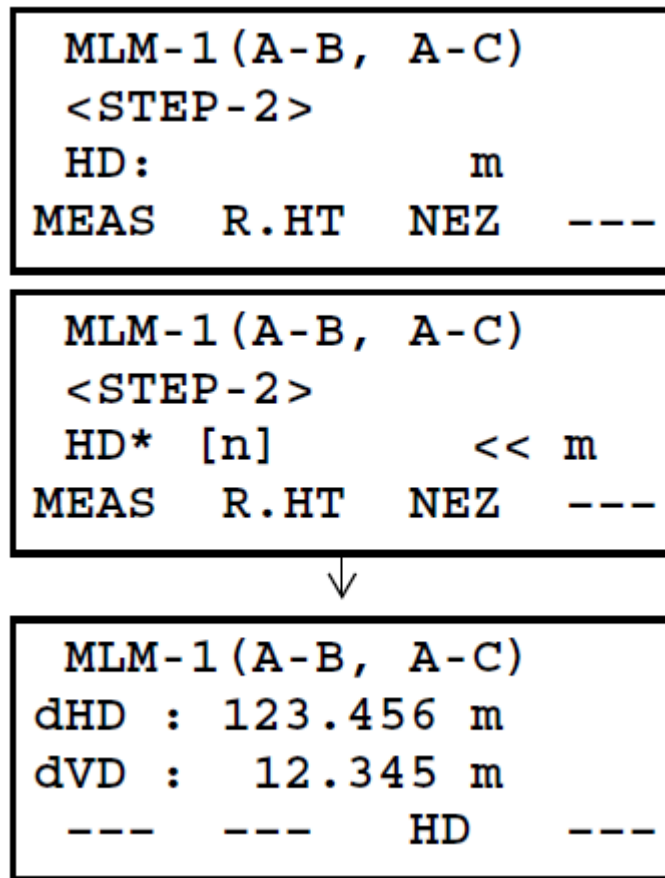 MLM-1(A-B, A-C)
<STEP-2>
HD: m
MEAS R.HT NEZ ---
MLM-1(A-B, A-C)
<STEP-2>
HD* [n] << m
MEAS R.HT NEZ ---
MLM-1(A-B, A-C)
dHD : 123.456 m
dVD : 12.345 m
--- --- HD ---